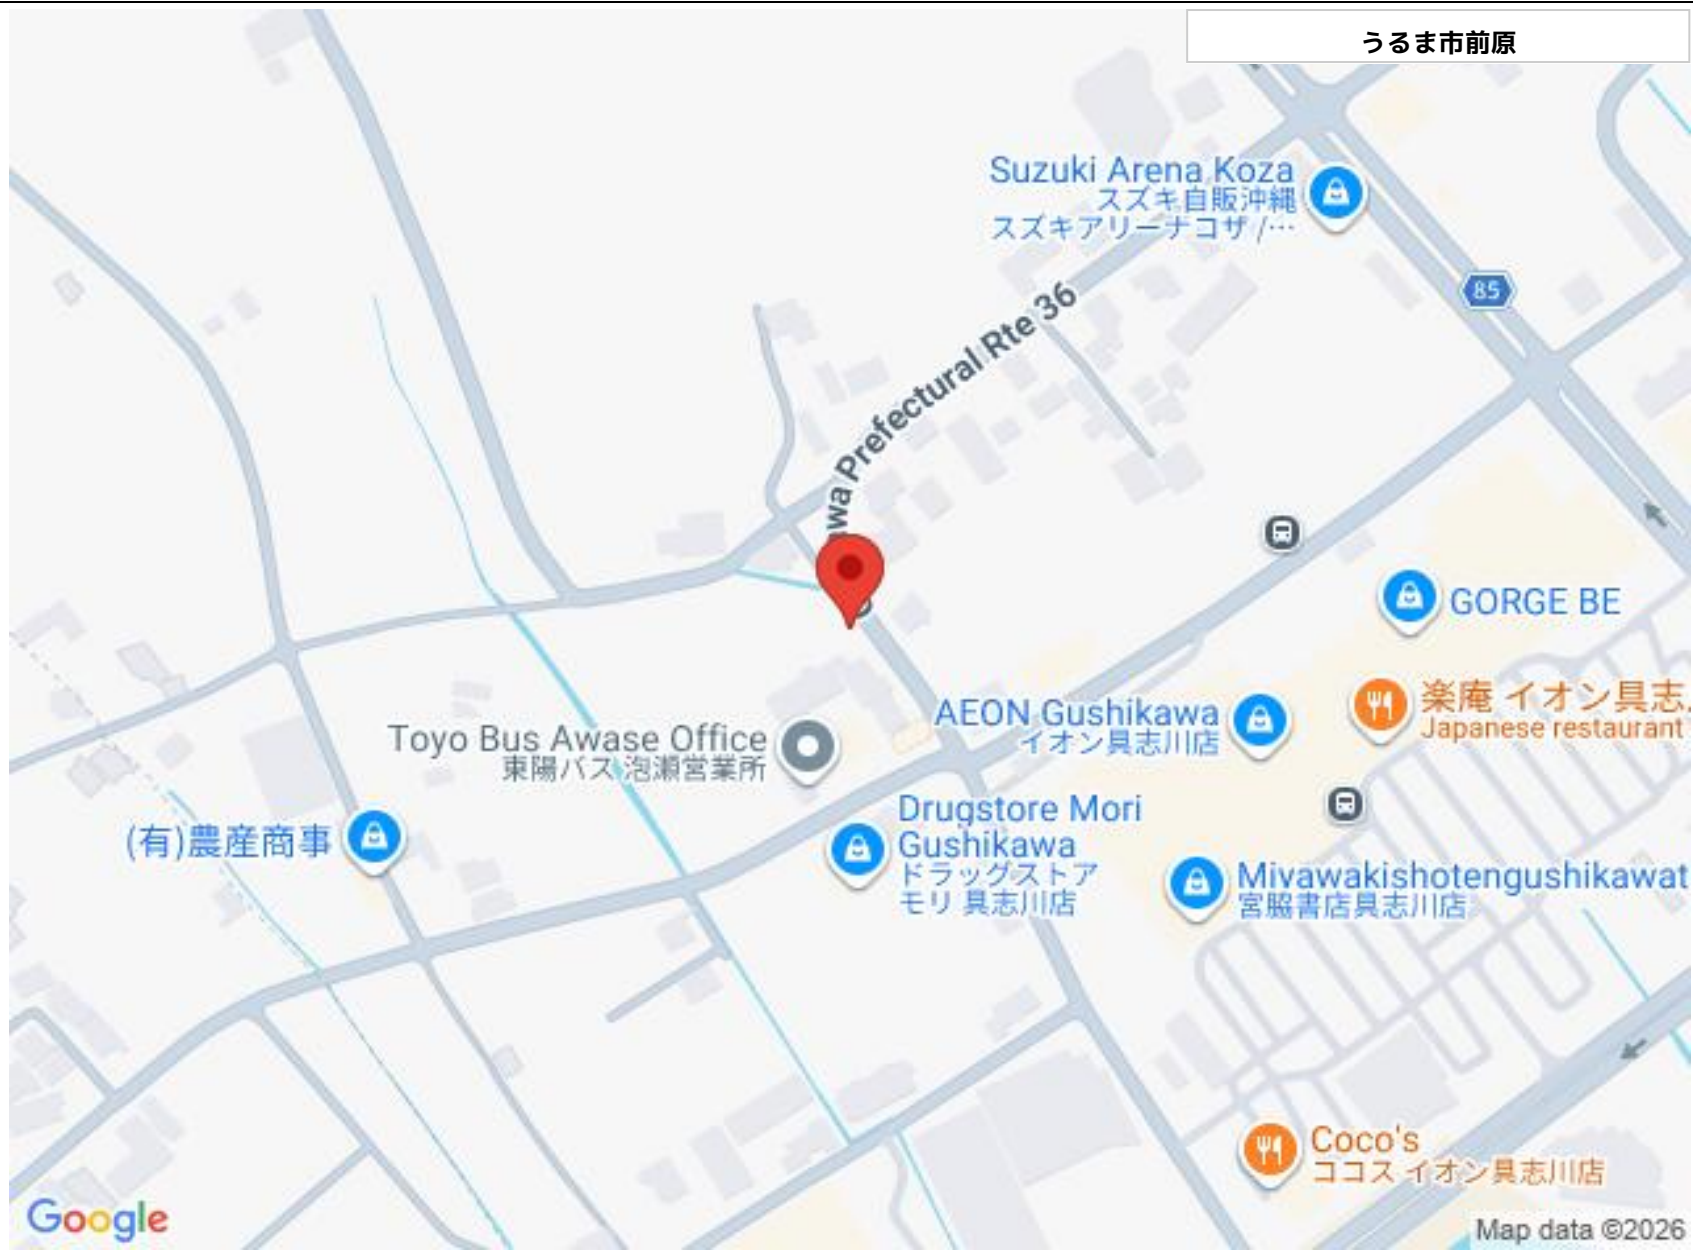 うるま市前原
Suzuki Arena Koza
スズキ自販沖縄
スズキアリーナコザ /…
85
awa Prefectural Rte 36
GORGE BE
楽庵 イオン具志
Japanese restaurant
AEON Gushikawa
イオン具志川店
Toyo Bus Awase Office
東陽バス 泡瀬営業所
(有)農産商事
Drugstore Mori
Gushikawa
ドラッグストア
モリ 具志川店
Miyawakishotengushikawat
宮脇書店具志川店
Coco's
ココス イオン具志川店
Google
Map data ©2026